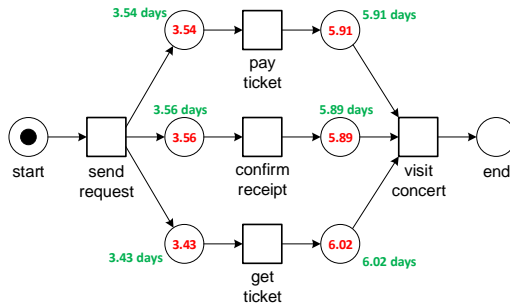 3.54 days
3.54
pay
ticket
5.91
5.91 days
start
send
request
3.56 days
3.56
confirm
receipt
5.89 days
5.89
visit
concert
end
3.43 days
3.43
get
ticket
6.02
6.02 days